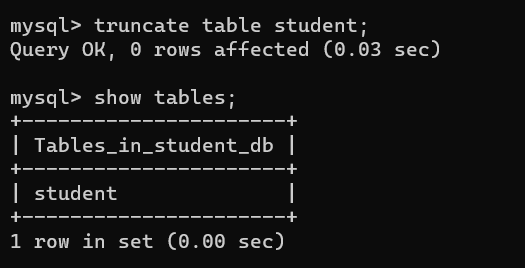 mysql> truncate table student;
Query OK, 0 rows affected (0.03 sec)
mysql> show tables;
+----------------------+
| Tables_in_student_db |
+----------------------+
| student              |
+----------------------+
1 row in set (0.00 sec)